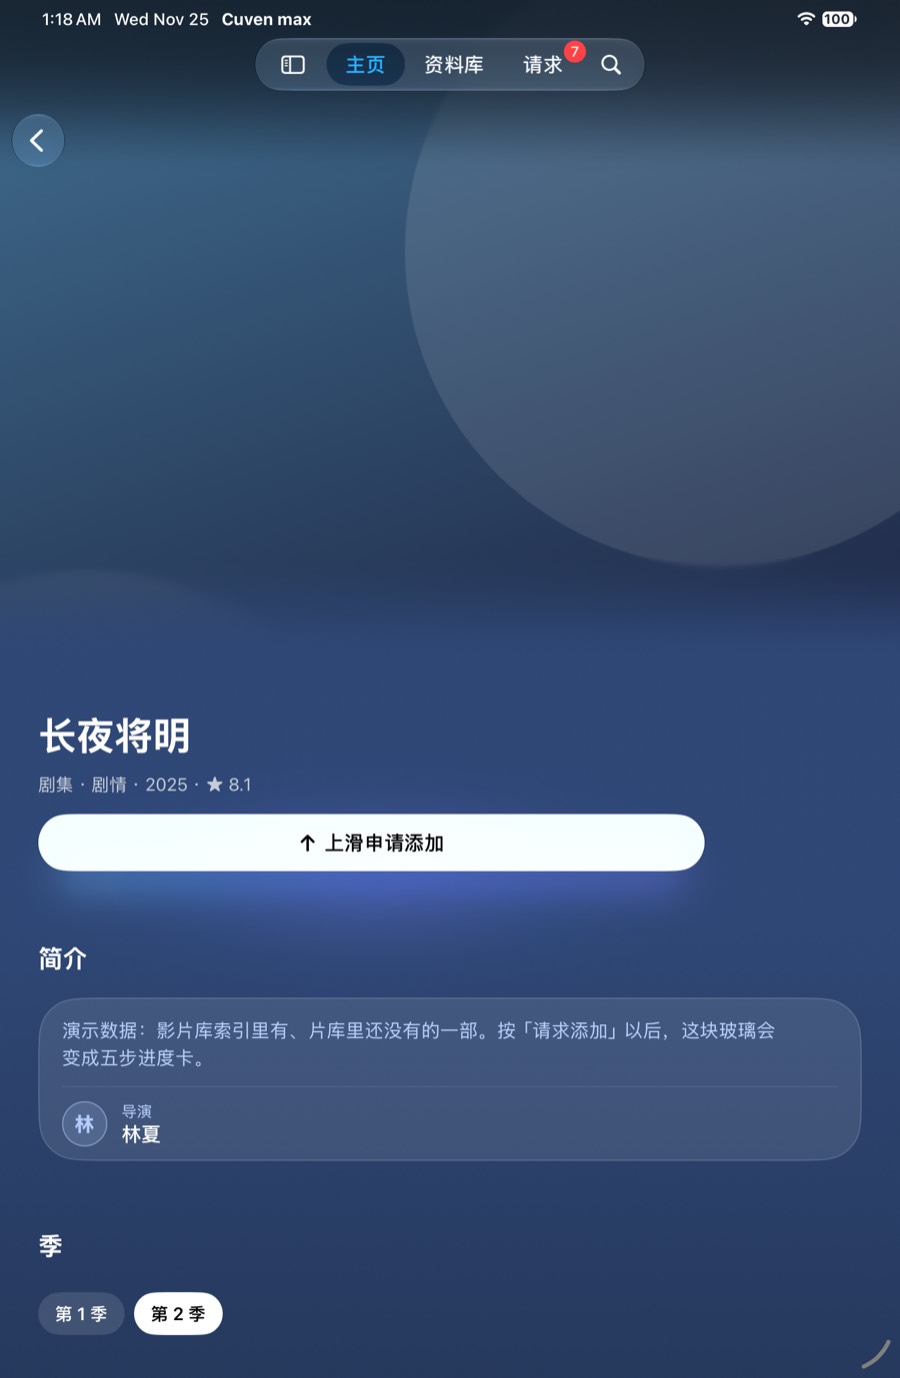 1:18 AM Wed Nov 25 Cuven max
100
主页 资料库 请求 7
长夜将明
剧集 · 剧情 · 2025 · ★ 8.1
↑ 上滑申请添加
简介
演示数据：影片库索引里有、片库里还没有的一部。按「请求添加」以后，这块玻璃会
变成五步进度卡。
林
导演
林夏
季
第 1 季 第 2 季